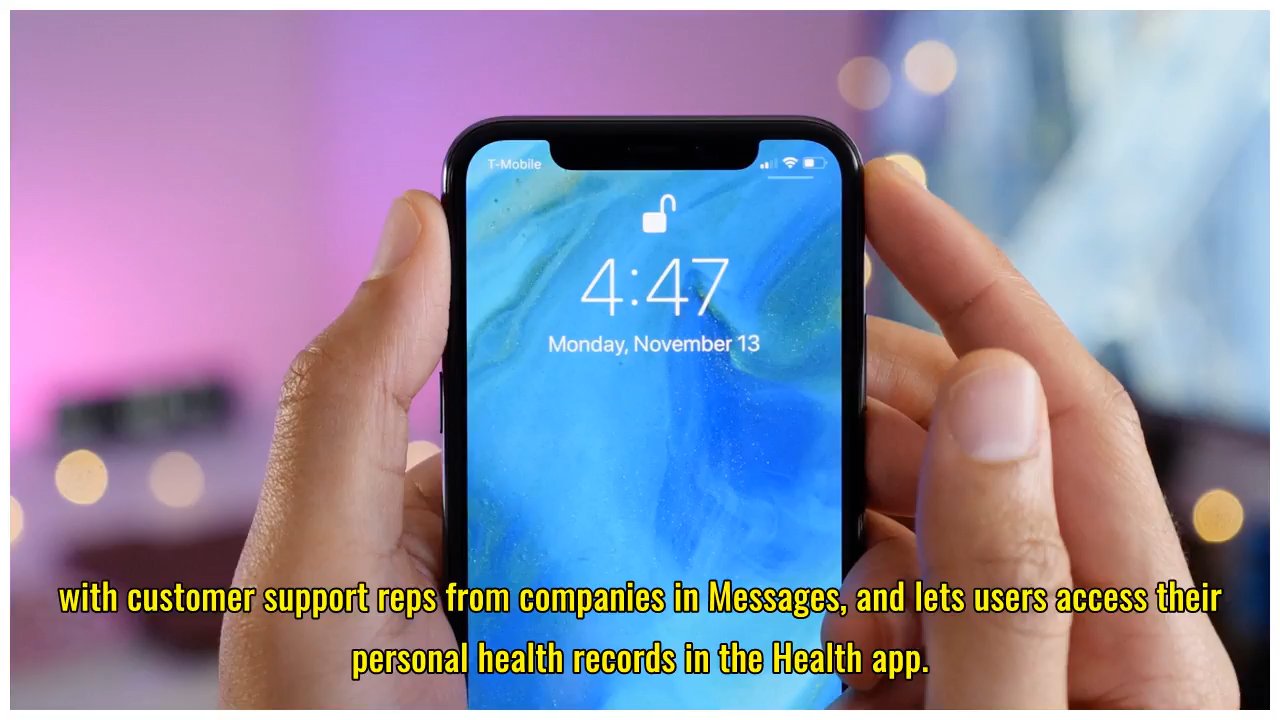 T-Mobile
4:47
Monday, November 13
with customer support reps from companies in Messages, and lets users access their
personal health records in the Health app.